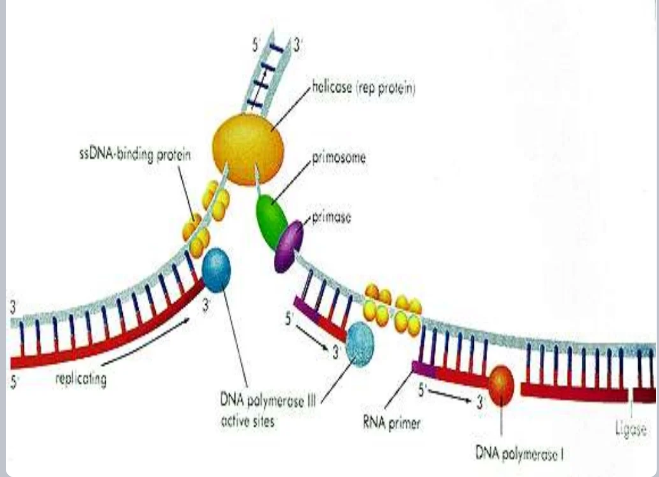 5' 3'
helicase (rep protein)
ssDNA-binding protein
primosome
primase
3
3'
5'
replicating
5'
3'
DNA polymerase III
active sites
RNA primer
5'
3'
DNA polymerase I
Ligase